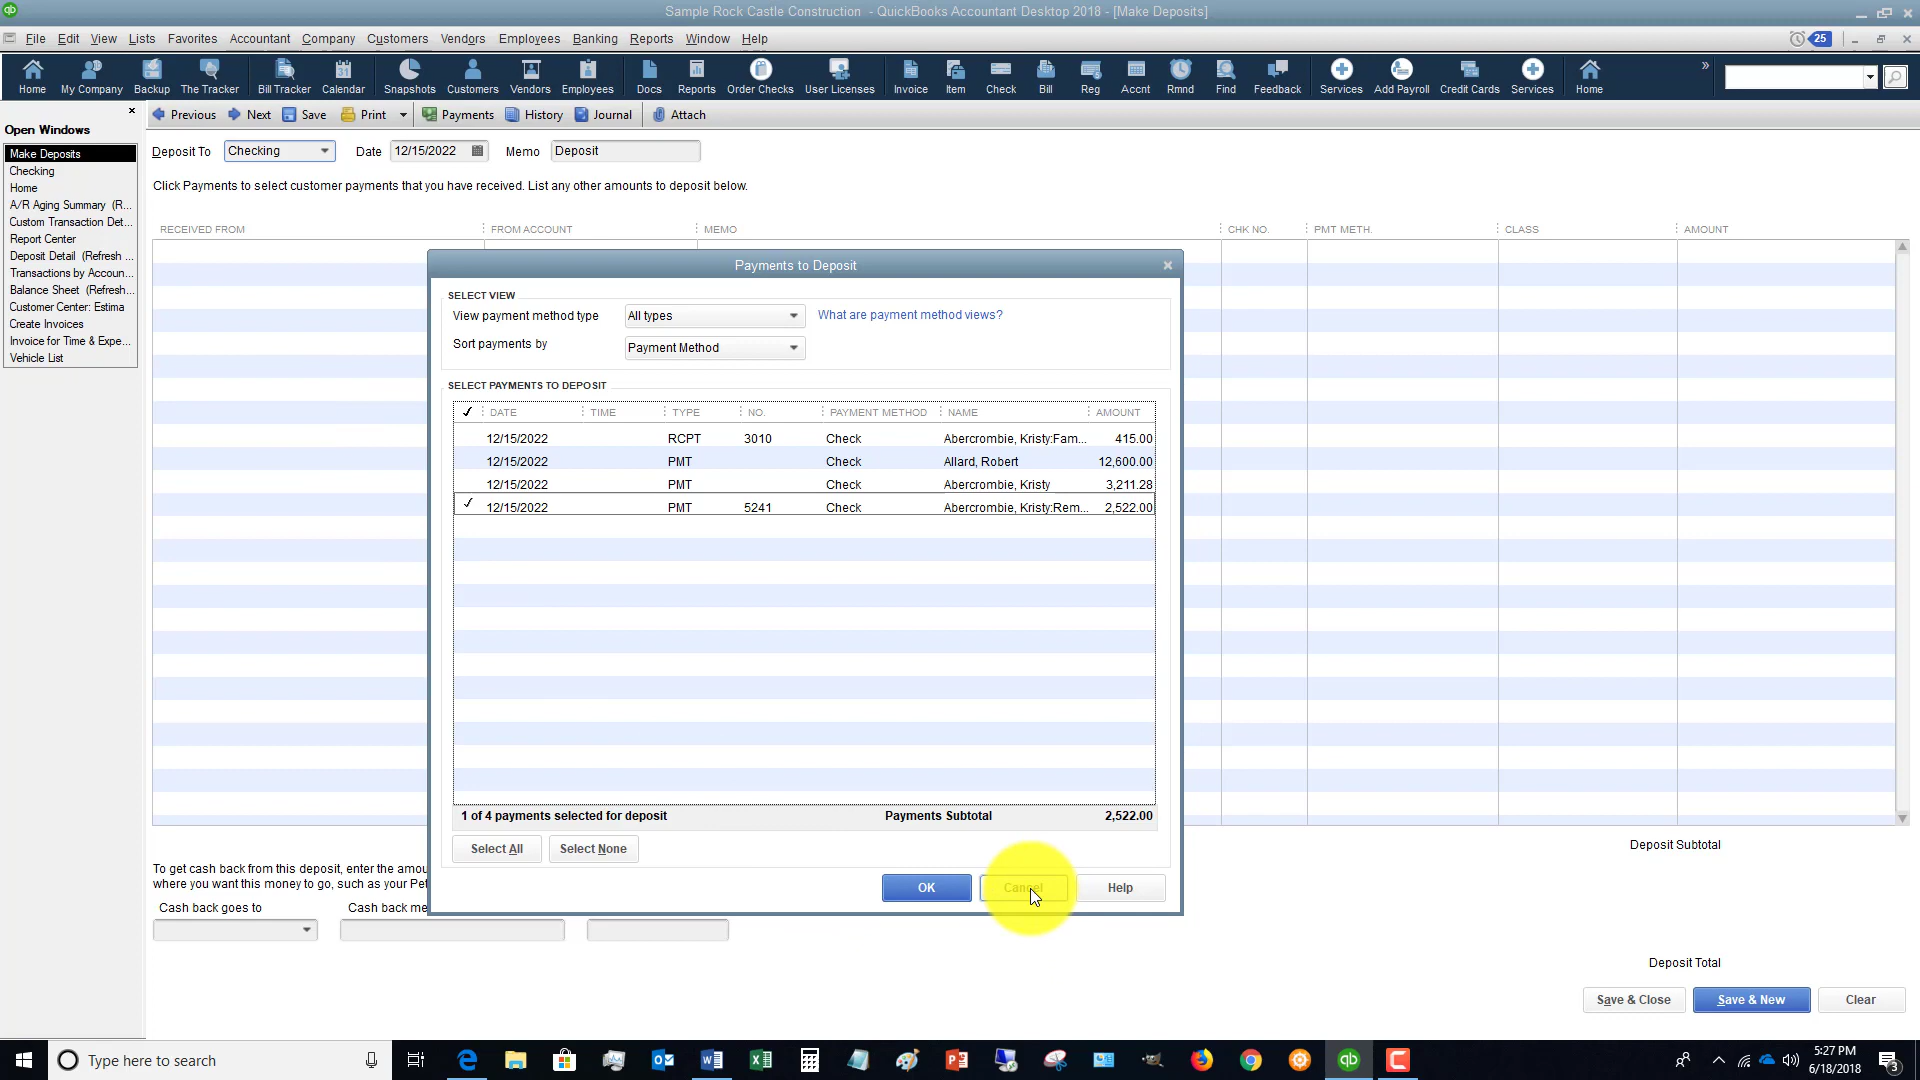 Sample Rock Castle Construction - QuickBooks Accountant Desktop 2018 - [Make Deposits]
File Edit View Lists Favorites Accountant Company Customers Vendors Employees Banking Reports Window Help
25
Home My Company Backup The Tracker Bill Tracker Calendar Snapshots Customers Vendors Employees Docs Reports Order Checks User Licenses Invoice Item Check Bill Reg Accnt Rmnd Find Feedback Services Add Payroll Credit Cards Services Home
Previous Next Save Print Payments History Journal Attach
Open Windows
Make Deposits
Checking
Home
A/R Aging Summary (R...
Custom Transaction Det...
Report Center
Deposit Detail (Refresh ...
Transactions by Accoun...
Balance Sheet (Refresh...
Customer Center: Estima
Create Invoices
Invoice for Time & Expe...
Vehicle List
Deposit To Checking Date 12/15/2022 Memo Deposit
Click Payments to select customer payments that you have received. List any other amounts to deposit below.
RECEIVED FROM FROM ACCOUNT MEMO CHK NO. PMT METH. CLASS AMOUNT
Payments to Deposit
SELECT VIEW
View payment method type All types What are payment method views?
Sort payments by Payment Method
SELECT PAYMENTS TO DEPOSIT
✓ DATE TIME TYPE NO. PAYMENT METHOD NAME AMOUNT
12/15/2022 RCPT 3010 Check Abercrombie, Kristy:Fam... 415.00
12/15/2022 PMT Check Allard, Robert 12,600.00
12/15/2022 PMT Check Abercrombie, Kristy 3,211.28
✓ 12/15/2022 PMT 5241 Check Abercrombie, Kristy:Rem... 2,522.00
1 of 4 payments selected for deposit Payments Subtotal 2,522.00
Select All Select None
OK Cancel Help
Deposit Subtotal
To get cash back from this deposit, enter the amou
where you want this money to go, such as your Pet
Cash back goes to Cash back me
Deposit Total
Save & Close Save & New Clear
Type here to search
5:27 PM
6/18/2018
3